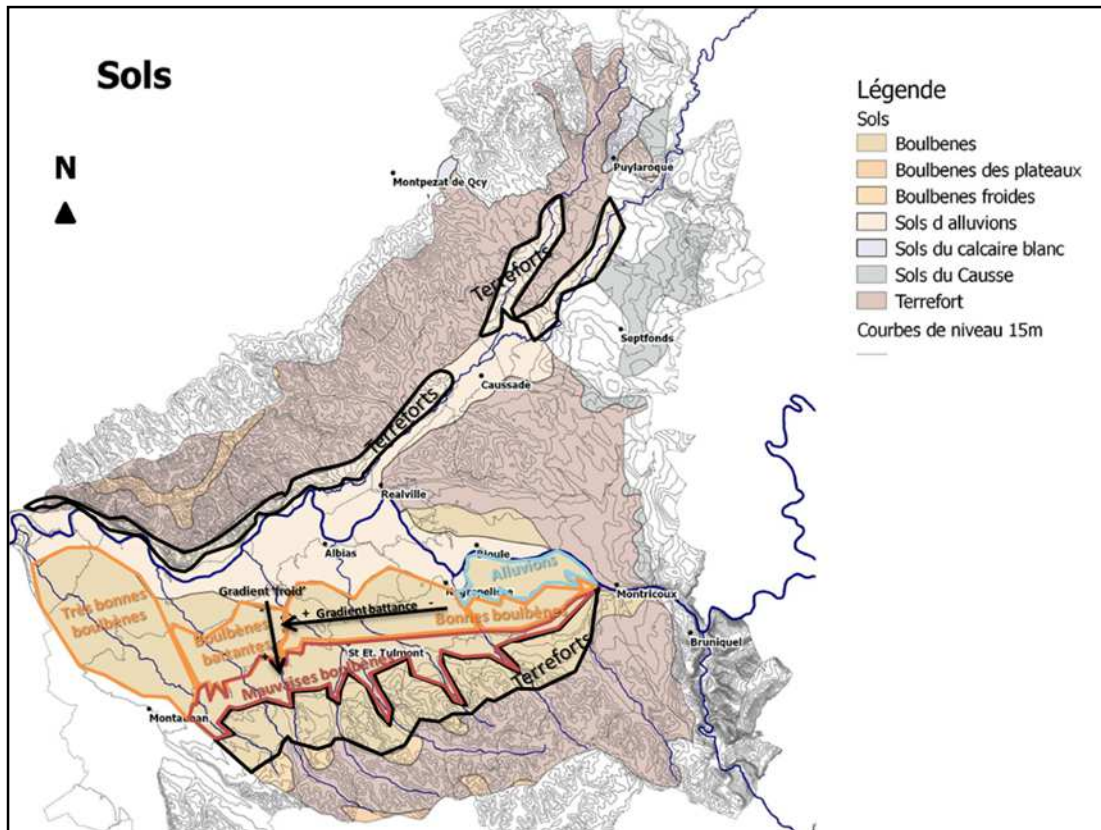 Sols
N
Légende
Sols
Boulbenes
Boulbenes des plateaux
Boulbenes froides
Sols d alluvions
Sols du calcaire blanc
Sols du Causse
Terrefort
Courbes de niveau 15m
Montpezat de Qcy
Puylaroque
Terreforts
Septfonds
Caussade
Terreforts
Realville
Albias
Bioule
Alluvions
Negrepelisse
Montricoux
Bruniquel
Gradient 'froid'
Très bonnes
boulbènes
Boulbènes
battantes
+ Gradient battance -
Bonnes boulbènes
St Et. Tulmont
Mauvaises boulbènes
Terreforts
Montauban
-
+